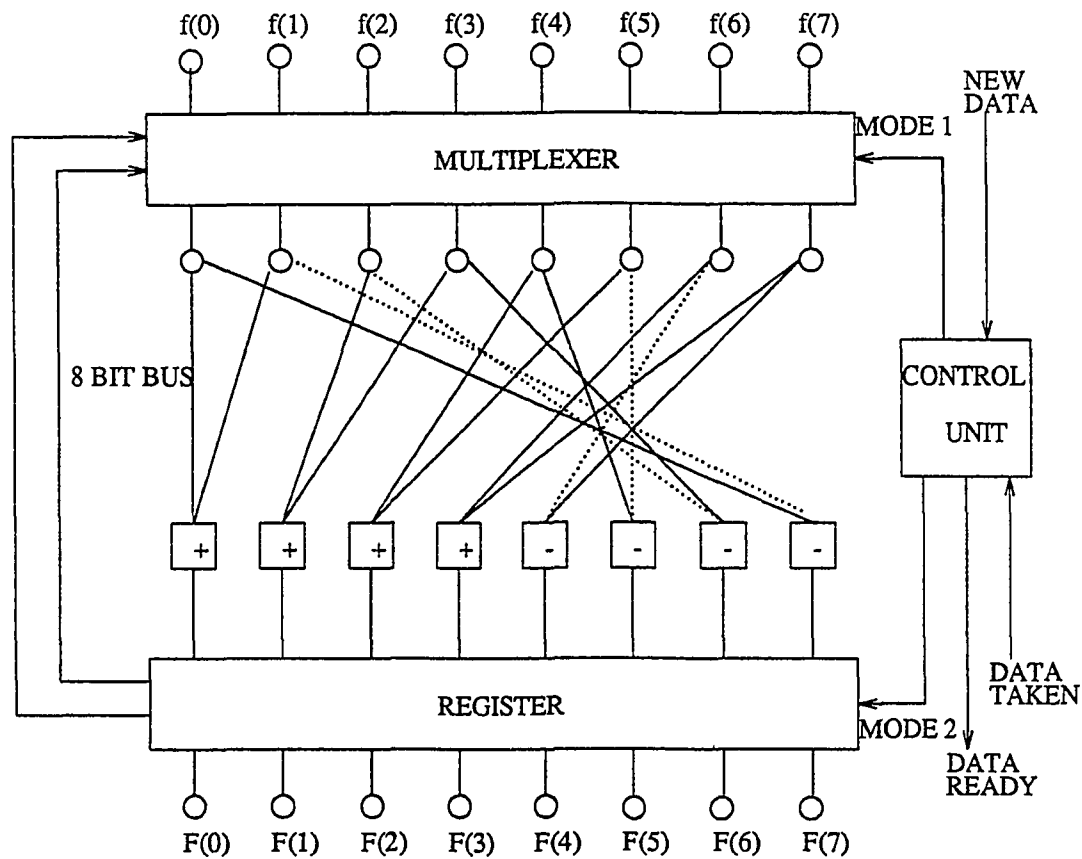 f(0) f(1) f(2) f(3) f(4) f(5) f(6) f(7)
NEW
DATA
MODE 1
MULTIPLEXER
8 BIT BUS
CONTROL
UNIT
+ + + + - - - -
DATA
TAKEN
REGISTER
MODE 2
DATA
READY
F(0) F(1) F(2) F(3) F(4) F(5) F(6) F(7)